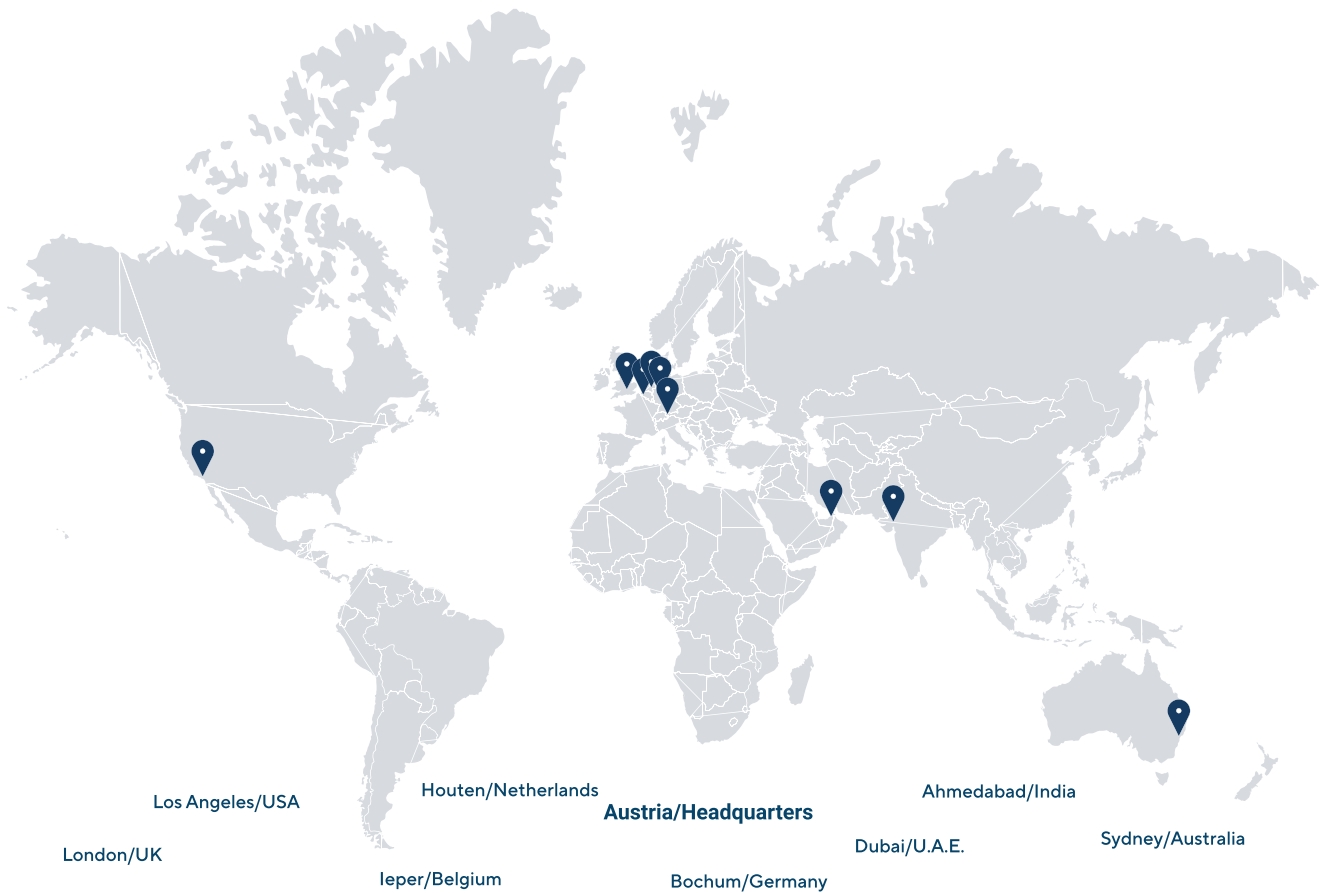 Houten/Netherlands
Ahmedabad/India
Los Angeles/USA
Austria/Headquarters
Sydney/Australia
Dubai/U.A.E.
London/UK
Ieper/Belgium
Bochum/Germany